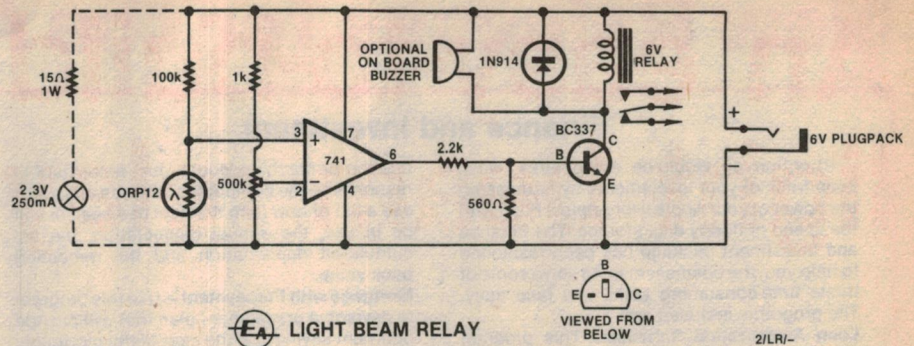 15Ω
1W
100k
1k
OPTIONAL
ON BOARD
BUZZER
1N914
6V
RELAY
+
6V PLUGPACK
BC337
C
B
E
3
+
7
741
6
2
-
4
2.2k
560Ω
500k
2.3V
250mA
ORP12
λ
B
E
C
VIEWED FROM
BELOW
EA LIGHT BEAM RELAY
2/LR/-